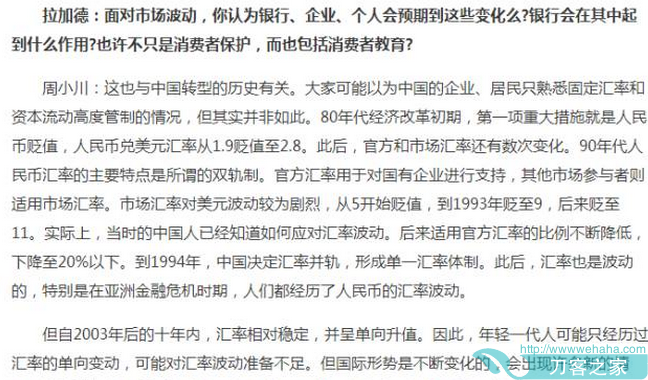 拉加德：面对市场波动，你认为银行、企业、个人会预期到这些变化么?银行会在其中起
到什么作用?也许不只是消费者保护，而也包括消费者教育?
周小川：这也与中国转型的历史有关。大家可能以为中国的企业、居民只熟悉固定汇率和
资本流动高度管制的情况，但其实并非如此。80年代经济改革初期，第一项重大措施就是人民
币贬值，人民币兑美元汇率从1.9贬值至2.8。此后，官方和市场汇率还有数次变化。90年代人
民币汇率的主要特点是所谓的双轨制。官方汇率用于对国有企业进行支持，其他市场参与者则
适用市场汇率。市场汇率对美元波动较为剧烈，从5开始贬值，到1993年贬至9，后来贬至
11。实际上，当时的中国人已经知道如何应对汇率波动。后来适用官方汇率的比例不断降低，
下降至20%以下。到1994年，中国决定汇率并轨，形成单一汇率体制。此后，汇率也是波动
的，特别是在亚洲金融危机时期，人们都经历了人民币的汇率波动。
但自2003年后的十年内，汇率相对稳定，并呈单向升值。因此，年轻一代人可能只经历过
汇率的单向变动，可能对汇率波动准备不足。但国际形势是不断变化的，会出现许多新的情
http://www.wehaha.com
万客之家